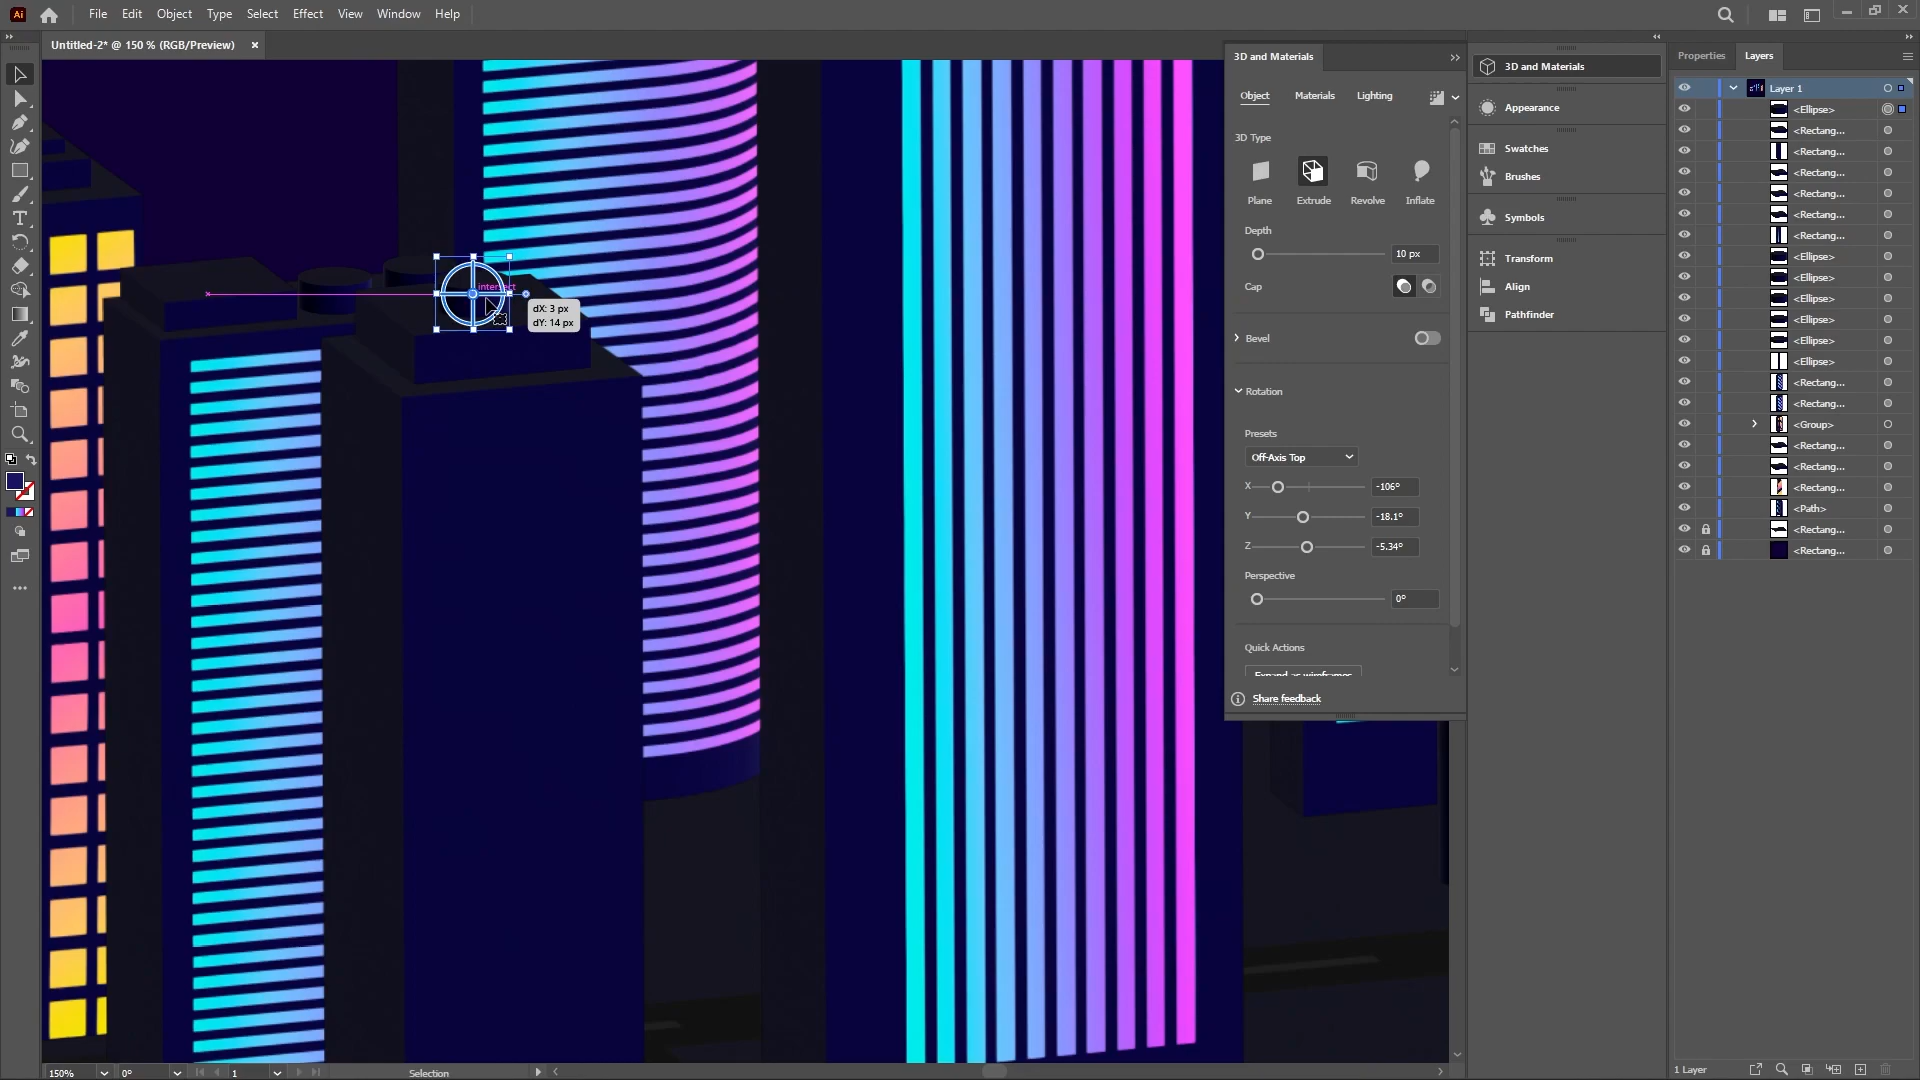 Ai
File Edit Object Type Select Effect View Window Help
Untitled-2* @ 150 % (RGB/Preview)
3D and Materials
Object Materials Lighting
3D Type
Plane Extrude Revolve Inflate
Depth
10 px
Cap
Bevel
Rotation
Presets
Off-Axis Top
X -106°
Y -18.1°
Z -5.34°
Perspective
0°
Quick Actions
Expand as wireframes
Share feedback
intersect
dX: 3 px
dY: 14 px
3D and Materials
Appearance
Swatches
Brushes
Symbols
Transform
Align
Pathfinder
Properties Layers
Layer 1
<Ellipse>
<Rectang...
<Rectang...
<Rectang...
<Rectang...
<Rectang...
<Rectang...
<Ellipse>
<Ellipse>
<Ellipse>
<Ellipse>
<Ellipse>
<Ellipse>
<Rectang...
<Rectang...
<Group>
<Rectang...
<Rectang...
<Rectang...
<Path>
<Rectang...
<Rectang...
1 Layer
150% 0° 1 Selection